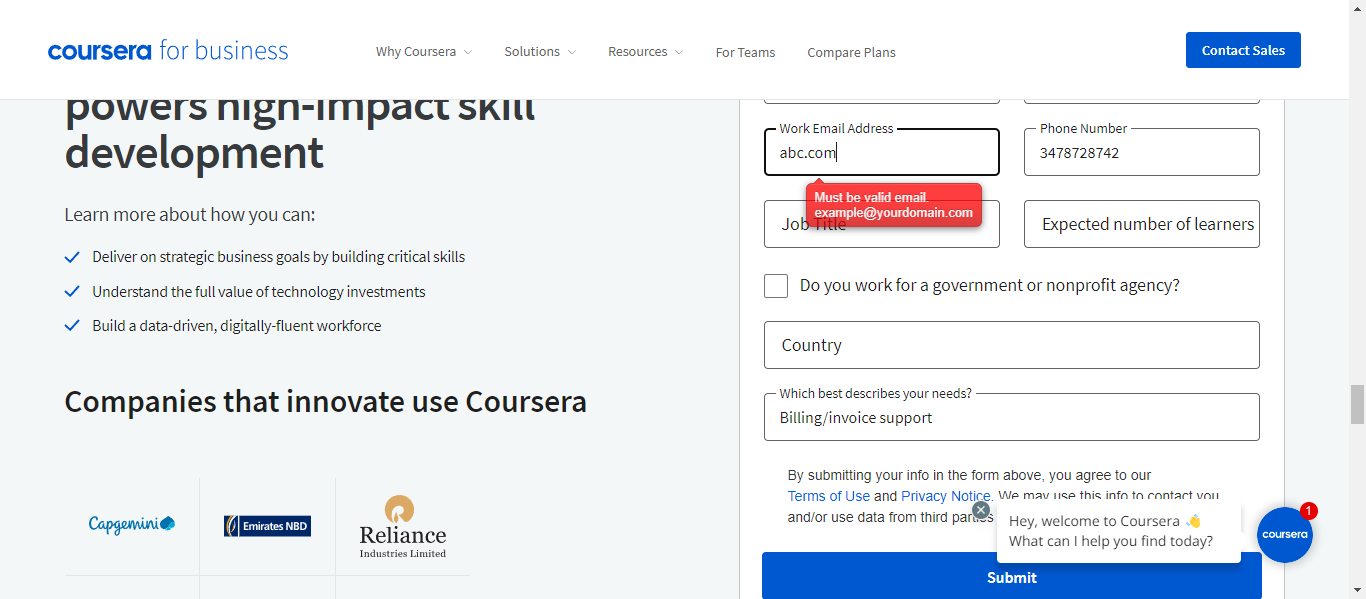 coursera for business
Why Coursera
Solutions
Resources
For Teams
Compare Plans
Contact Sales
powers high-impact skill
development
Learn more about how you can:
Deliver on strategic business goals by building critical skills
Understand the full value of technology investments
Build a data-driven, digitally-fluent workforce
Companies that innovate use Coursera
Capgemini
Emirates NBD
Reliance
Industries Limited
Work Email Address
abc.com
Phone Number
3478728742
Must be valid email.
example@yourdomain.com
Job Title
Expected number of learners
Do you work for a government or nonprofit agency?
Country
Which best describes your needs?
Billing/invoice support
By submitting your info in the form above, you agree to our
Terms of Use and Privacy Notice. We may use this info to contact you
and/or use data from third parties
Hey, welcome to Coursera 👋
What can I help you find today?
coursera
1
Submit